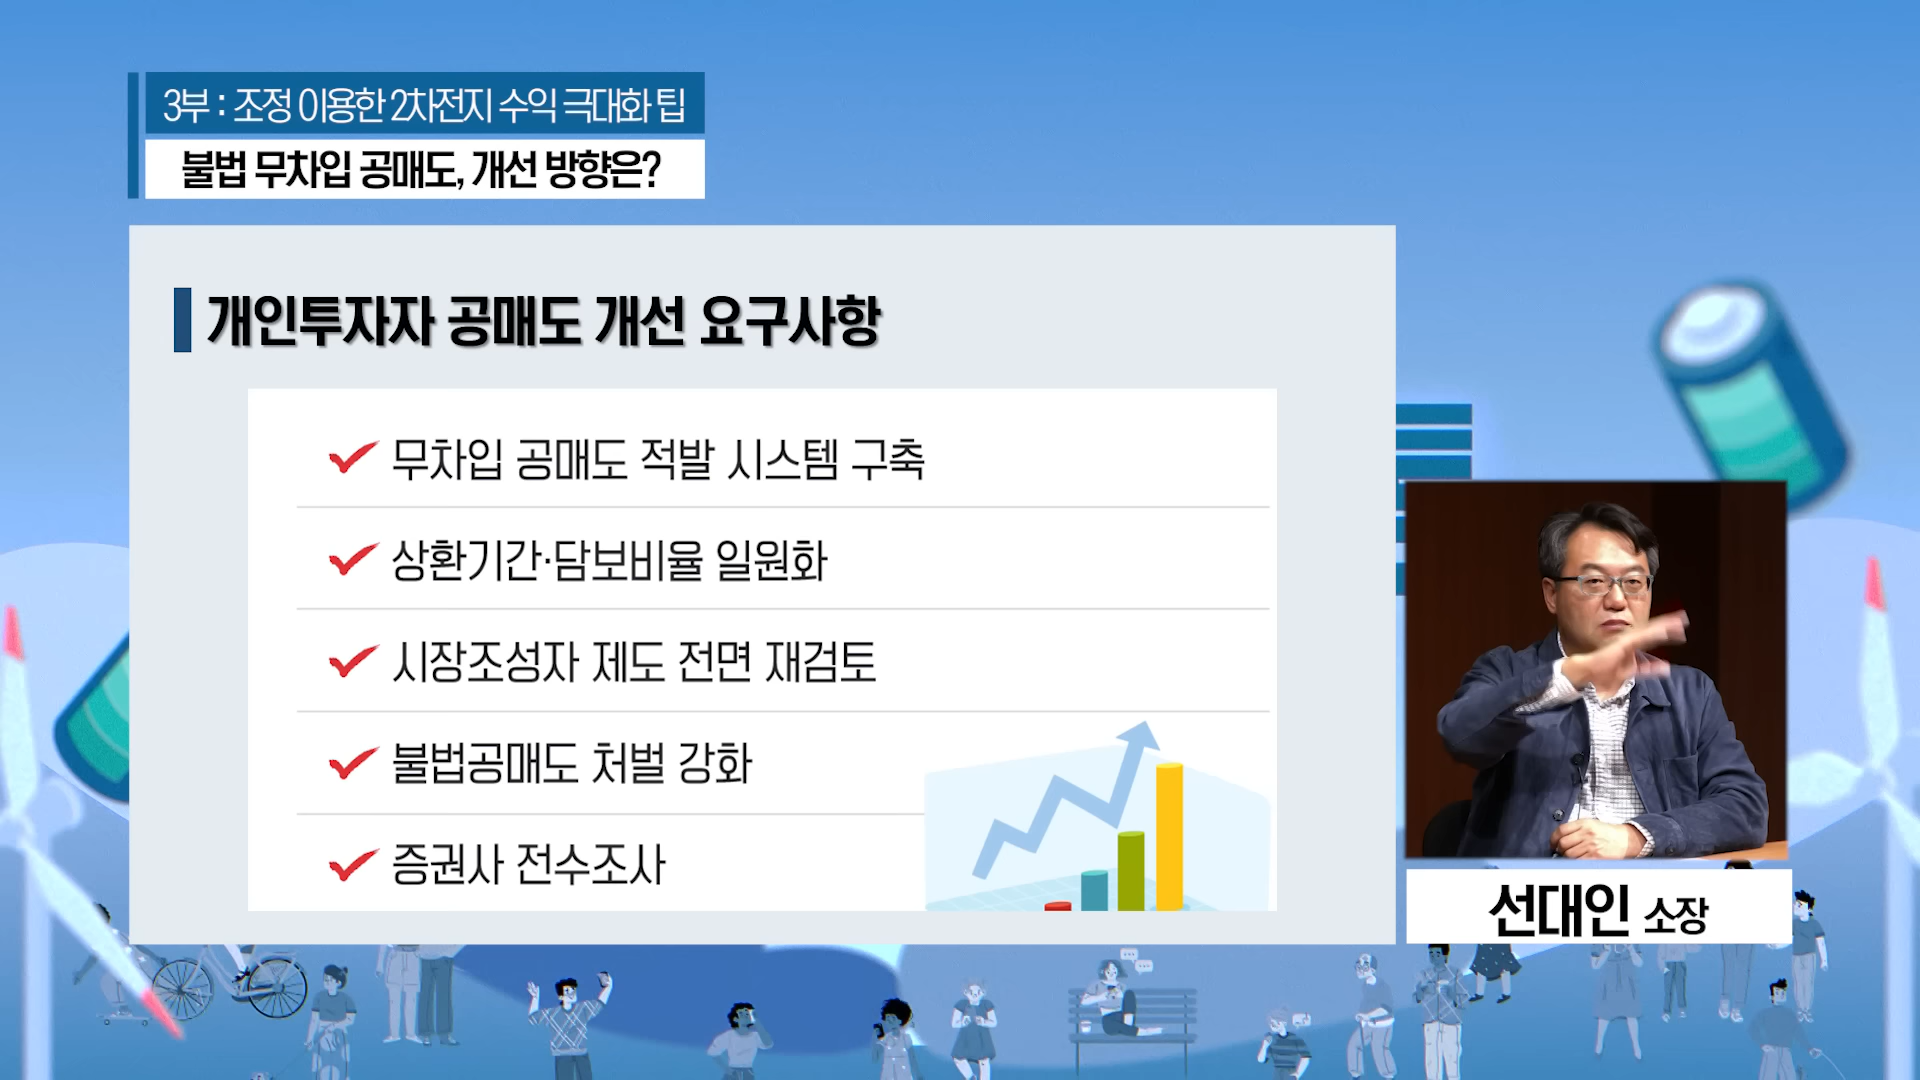 3부 : 조정 이용한 2차전지 수익 극대화 팁
불법 무차입 공매도, 개선 방향은?
개인투자자 공매도 개선 요구사항
무차입 공매도 적발 시스템 구축
상환기간·담보비율 일원화
시장조성자 제도 전면 재검토
불법공매도 처벌 강화
증권사 전수조사
선대인 소장